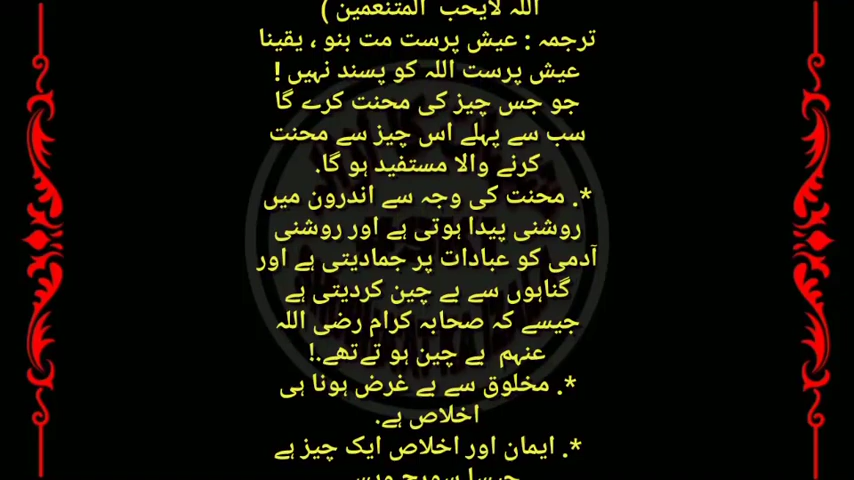 اللہ لایحب المتنعمین )
ترجمہ : عیش پرست مت بنو ، یقینا
عیش پرست اللہ کو پسند نہیں !
جو جس چیز کی محنت کرے گا
سب سے پہلے اس چیز سے محنت
کرنے والا مستفید ہو گا.
*. محنت کی وجہ سے اندرون میں
روشنی پیدا ہوتی ہے اور روشنی
آدمی کو عبادات پر جمادیتی ہے اور
گناہوں سے بے چین کردیتی ہے
جیسے کہ صحابہ کرام رضی اللہ
عنہم بے چین ہو تےتھے.!
*. مخلوق سے بے غرض ہونا ہی
اخلاص ہے.
*. ایمان اور اخلاص ایک چیز ہے